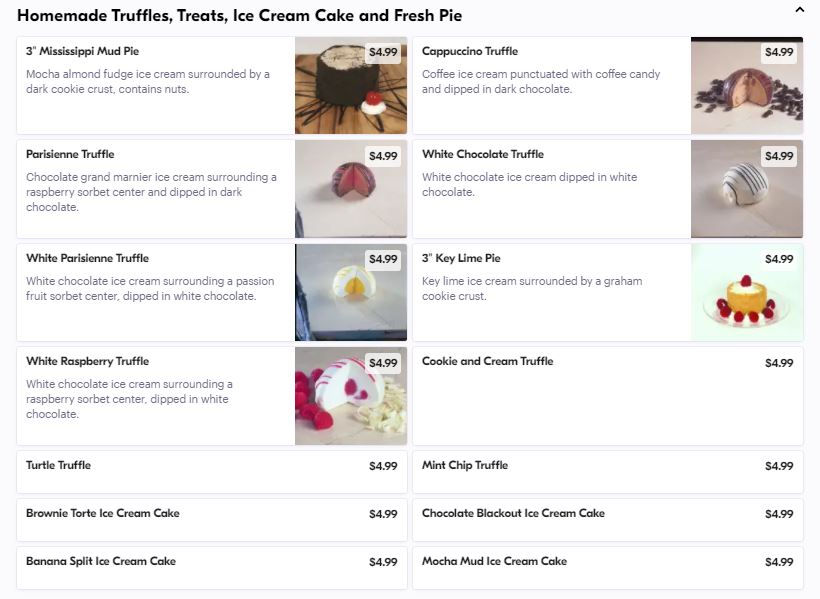 Homemade Truffles, Treats, Ice Cream Cake and Fresh Pie
3" Mississippi Mud Pie
$4.99
Mocha almond fudge ice cream surrounded by a
dark cookie crust, contains nuts.
Cappuccino Truffle
$4.99
Coffee ice cream punctuated with coffee candy
and dipped in dark chocolate.
Parisienne Truffle
$4.99
Chocolate grand marnier ice cream surrounding a
raspberry sorbet center and dipped in dark
chocolate.
White Chocolate Truffle
$4.99
White chocolate ice cream dipped in white
chocolate.
White Parisienne Truffle
$4.99
White chocolate ice cream surrounding a passion
fruit sorbet center, dipped in white chocolate.
3" Key Lime Pie
$4.99
Key lime ice cream surrounded by a graham
cookie crust.
White Raspberry Truffle
$4.99
White chocolate ice cream surrounding a
raspberry sorbet center, dipped in white
chocolate.
Cookie and Cream Truffle
$4.99
Turtle Truffle
$4.99
Mint Chip Truffle
$4.99
Brownie Torte Ice Cream Cake
$4.99
Chocolate Blackout Ice Cream Cake
$4.99
Banana Split Ice Cream Cake
$4.99
Mocha Mud Ice Cream Cake
$4.99